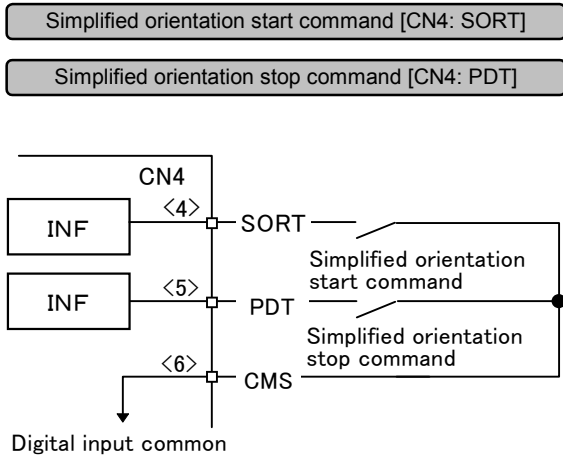 Simplified orientation start command [CN4: SORT]
Simplified orientation stop command [CN4: PDT]
CN4
INF
<4>
SORT
Simplified orientation
start command
INF
<5>
PDT
Simplified orientation
stop command
<6>
CMS
Digital input common